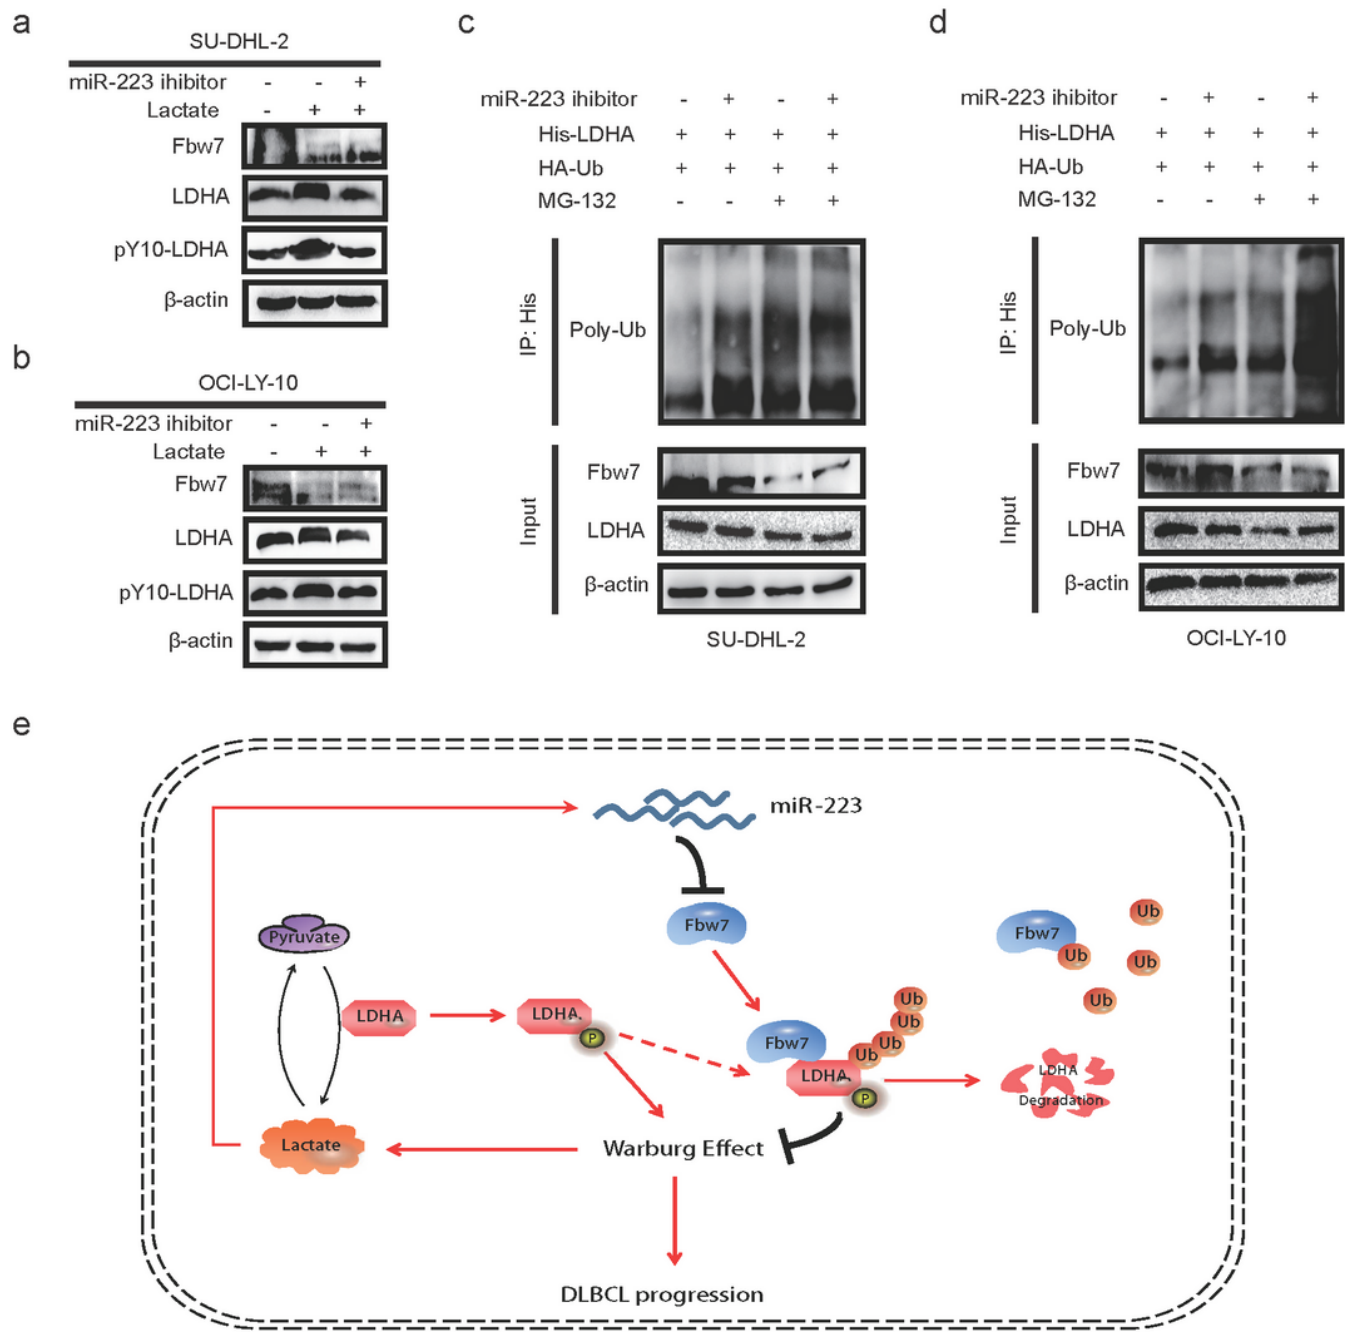 a
SU-DHL-2
miR-223 ihibitor - - +
Lactate - + +
Fbw7
LDHA
pY10-LDHA
β-actin
b
OCI-LY-10
miR-223 ihibitor - - +
Lactate - + +
Fbw7
LDHA
pY10-LDHA
β-actin
c
miR-223 ihibitor - + - +
His-LDHA + + + +
HA-Ub + + + +
MG-132 - - + +
IP: His
Poly-Ub
Input
Fbw7
LDHA
β-actin
SU-DHL-2
d
miR-223 ihibitor - + - +
His-LDHA + + + +
HA-Ub + + + +
MG-132 - - + +
IP: His
Poly-Ub
Input
Fbw7
LDHA
β-actin
OCI-LY-10
e
miR-223
Fbw7
Pyruvate
LDHA
LDHA
P
Fbw7
LDHA
P
Ub
Ub
Ub
Ub
Fbw7
Ub
Ub
Ub
Ub
LDHA
Degradation
Lactate
Warburg Effect
DLBCL progression